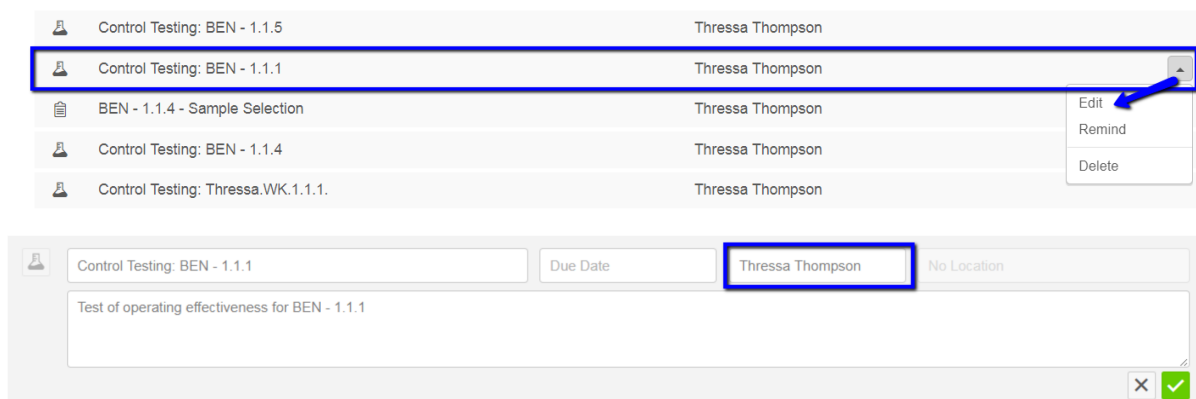 Control Testing: BEN - 1.1.5 Thressa Thompson
Control Testing: BEN - 1.1.1 Thressa Thompson
BEN - 1.1.4 - Sample Selection Thressa Thompson
Control Testing: BEN - 1.1.4 Thressa Thompson
Control Testing: Thressa.WK.1.1.1. Thressa Thompson
Edit
Remind
Delete
Control Testing: BEN - 1.1.1 Due Date Thressa Thompson No Location
Test of operating effectiveness for BEN - 1.1.1